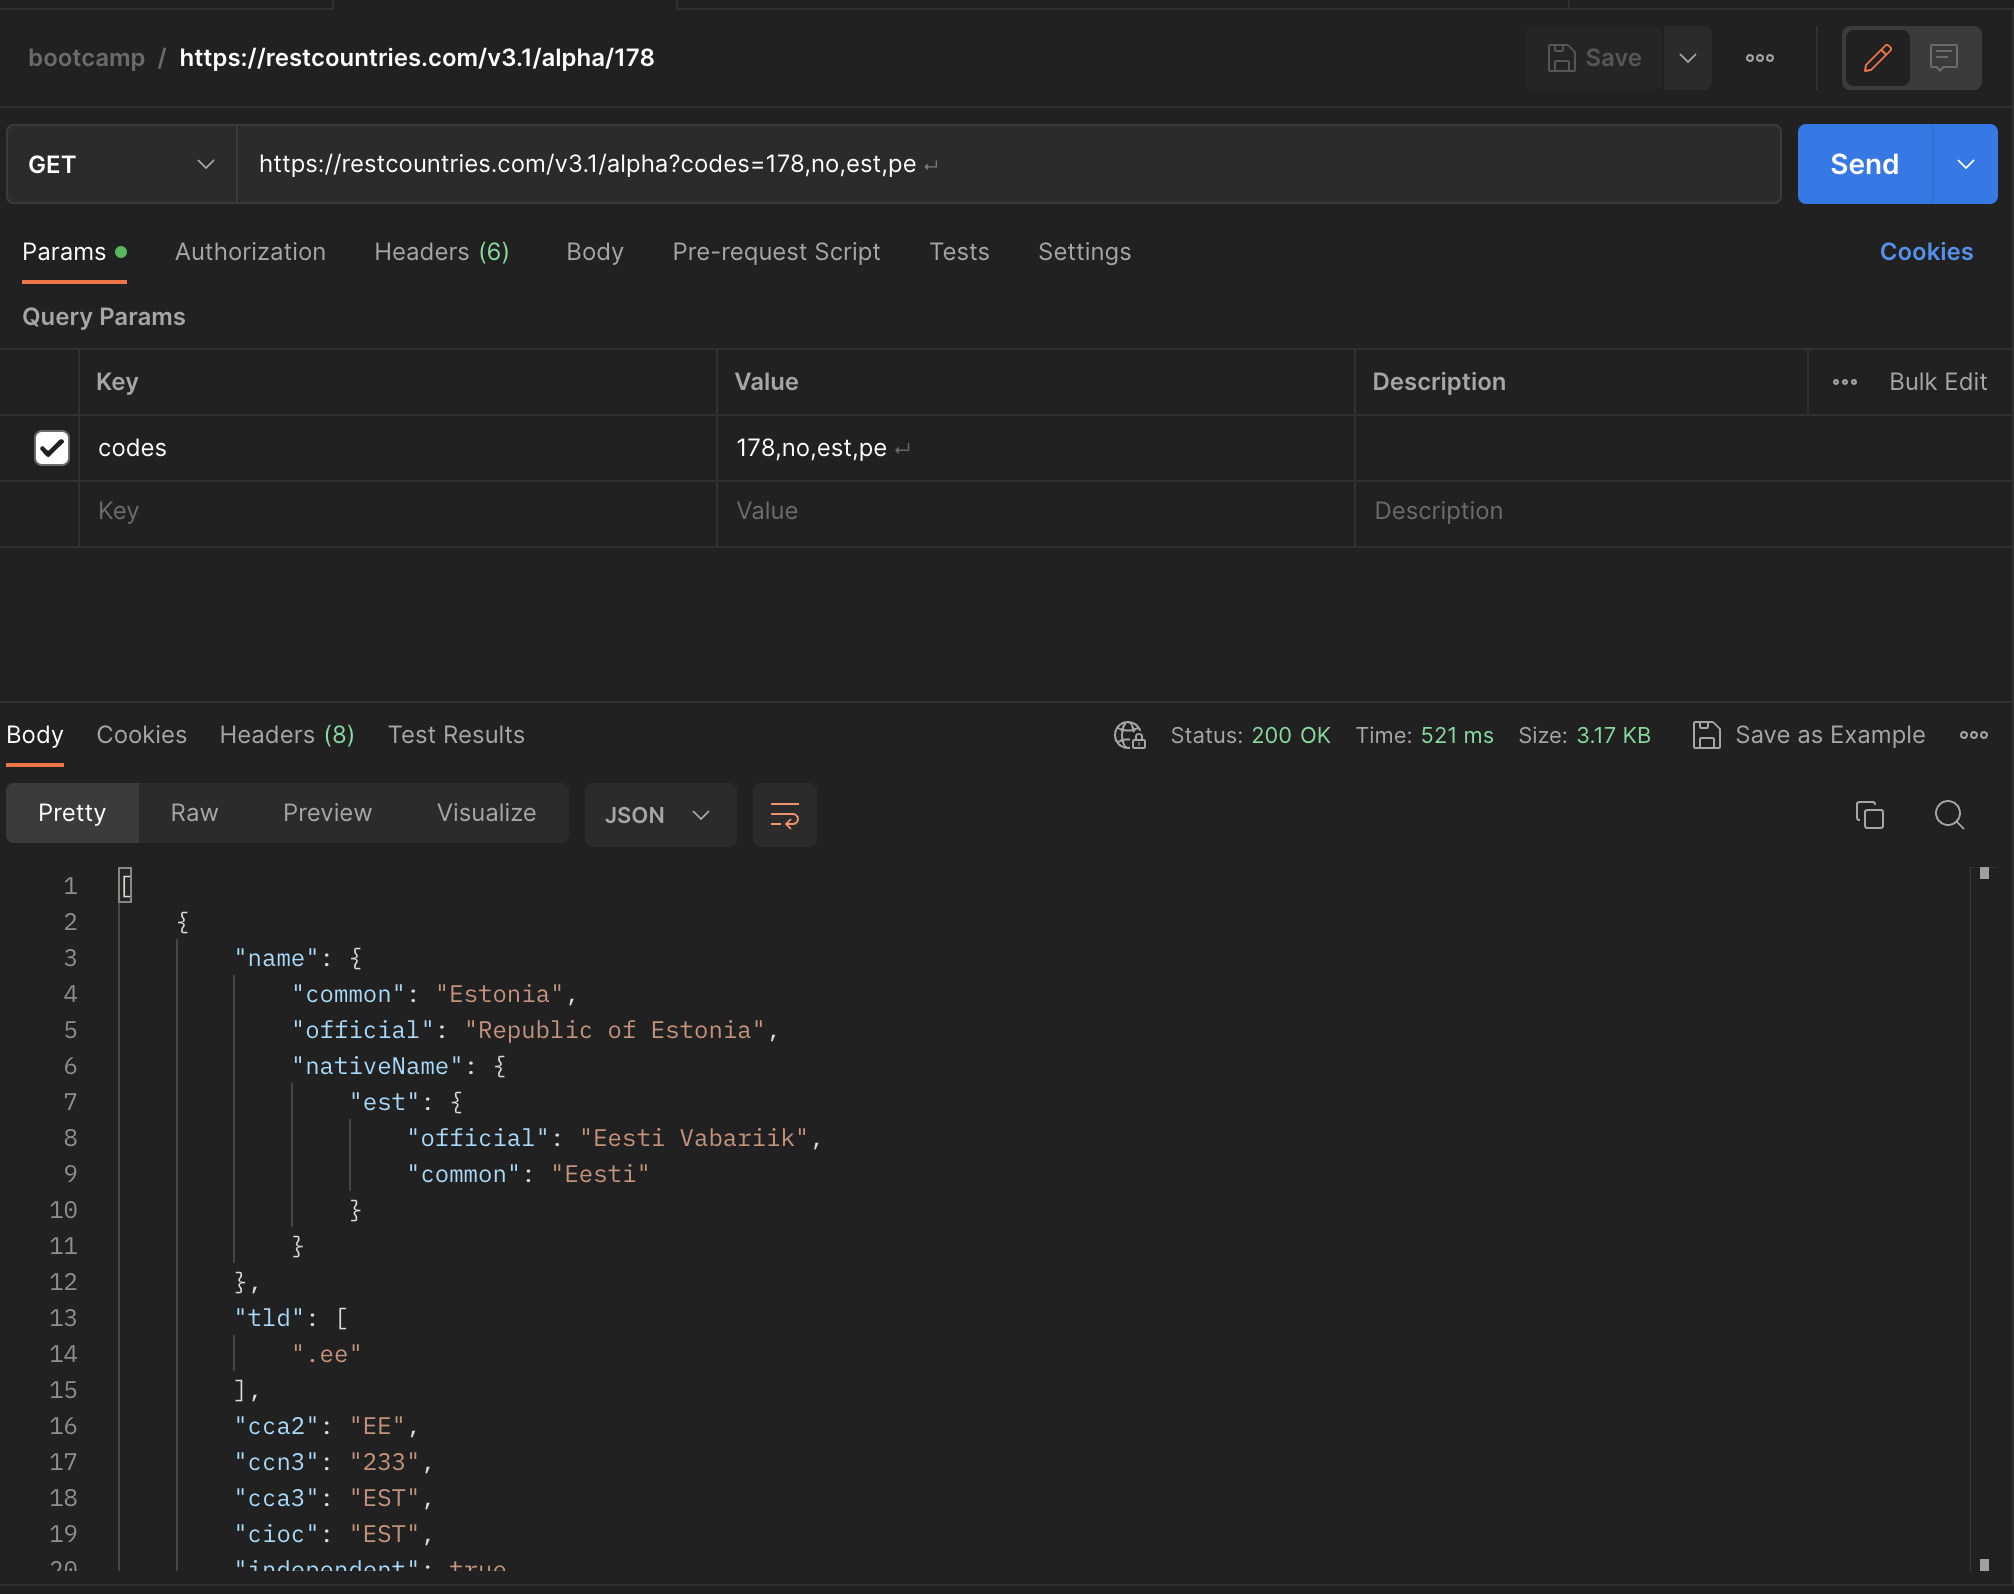 bootcamp / https://restcountries.com/v3.1/alpha/178
Save
GET
https://restcountries.com/v3.1/alpha?codes=178,no,est,pe
Send
Params Authorization Headers (6) Body Pre-request Script Tests Settings Cookies
Query Params
Key Value Description Bulk Edit
codes 178,no,est,pe
Key Value Description
Body Cookies Headers (8) Test Results Status: 200 OK Time: 521 ms Size: 3.17 KB Save as Example
Pretty Raw Preview Visualize JSON
1 [
2 {
3 "name": {
4 "common": "Estonia",
5 "official": "Republic of Estonia",
6 "nativeName": {
7 "est": {
8 "official": "Eesti Vabariik",
9 "common": "Eesti"
10 }
11 }
12 },
13 "tld": [
14 ".ee"
15 ],
16 "cca2": "EE",
17 "ccn3": "233",
18 "cca3": "EST",
19 "cioc": "EST",
20 "independent": true